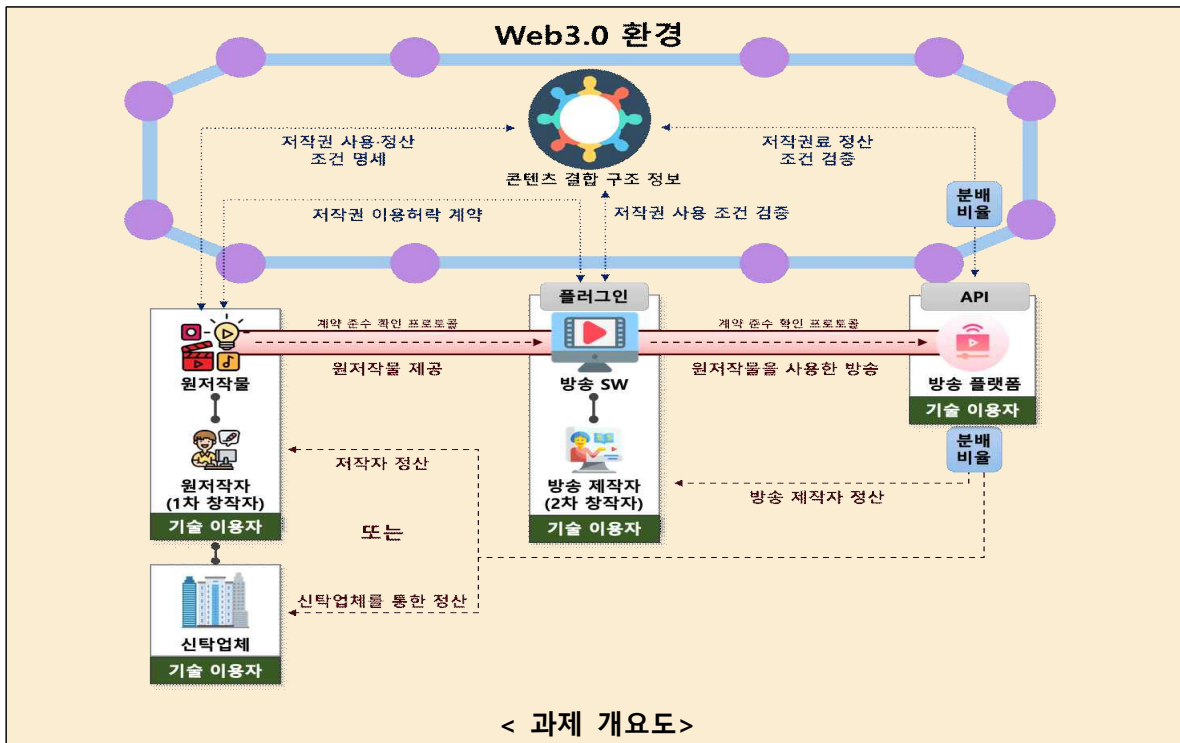 Web3.0 환경
저작권 사용·정산
조건 명세
저작권료 정산
조건 검증
콘텐츠 결합 구조 정보
분배
비율
저작권 이용허락 계약
저작권 사용 조건 검증
플러그인
API
계약 준수 확인 프로토콜
계약 준수 확인 프로토콜
원저작물 제공
원저작물을 사용한 방송
원저작물
방송 SW
방송 플랫폼
기술 이용자
분배
비율
저작자 정산
방송 제작자 정산
원저작자
(1차 창작자)
기술 이용자
방송 제작자
(2차 창작자)
기술 이용자
또는
신탁업체를 통한 정산
신탁업체
기술 이용자
< 과제 개요도>